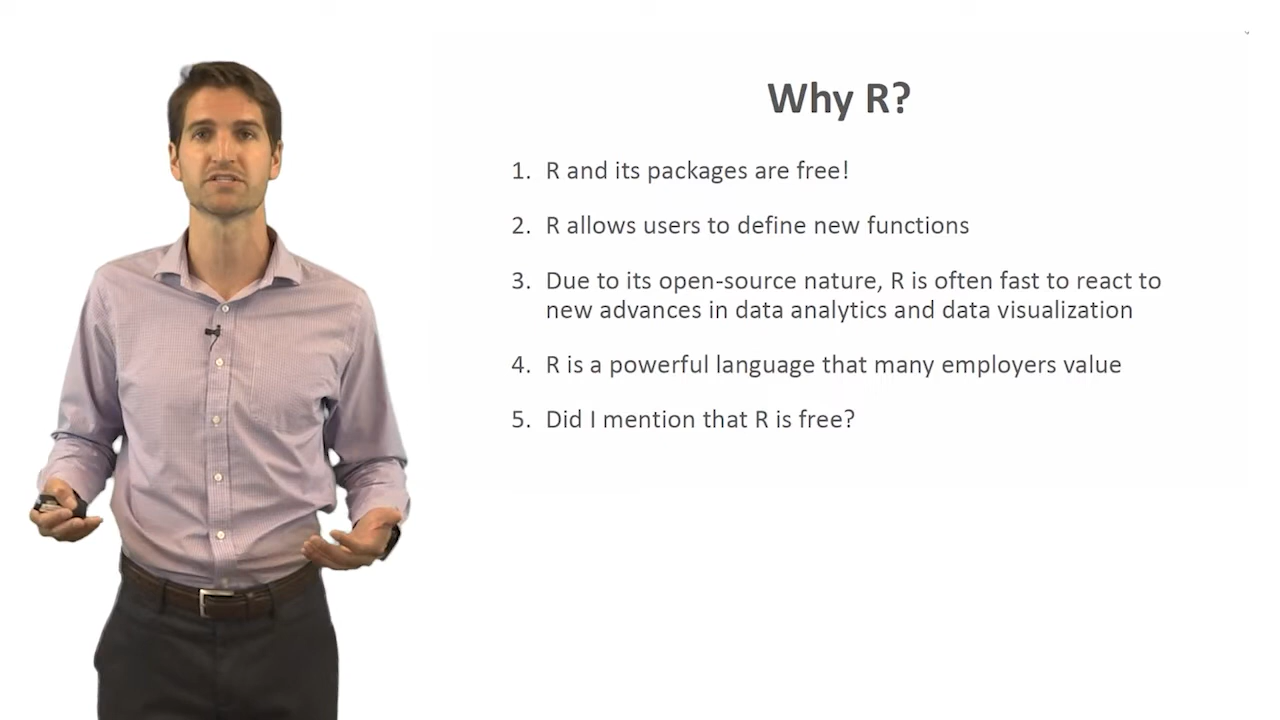 Why R?
1. R and its packages are free!
2. R allows users to define new functions
3. Due to its open-source nature, R is often fast to react to
new advances in data analytics and data visualization
4. R is a powerful language that many employers value
5. Did I mention that R is free?